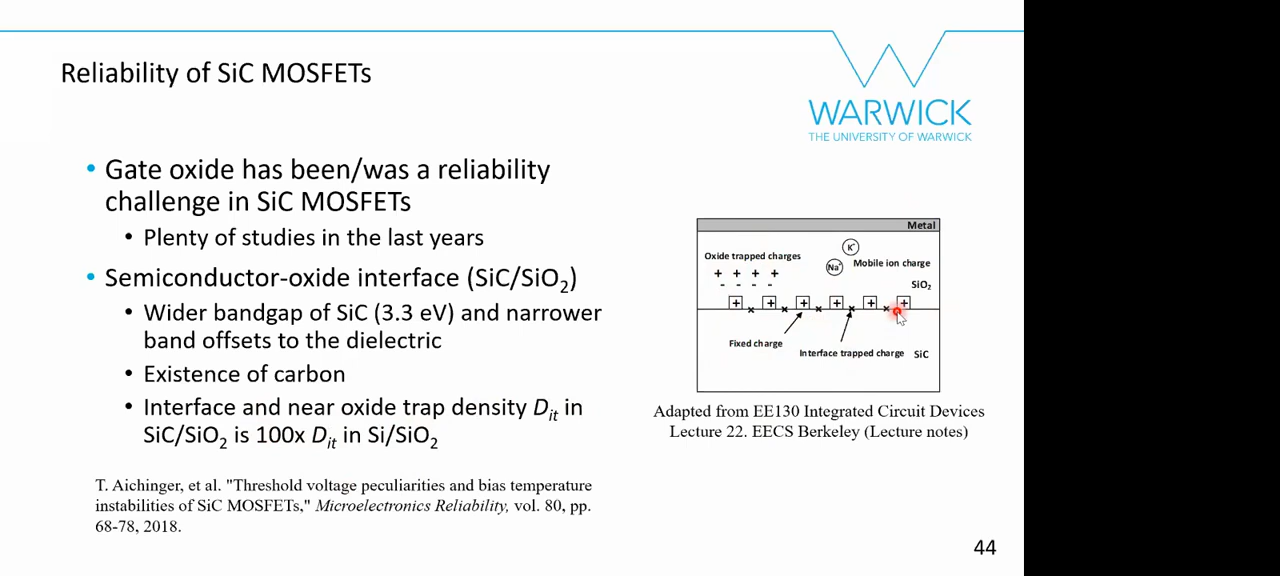 Reliability of SiC MOSFETs
WARWICK
THE UNIVERSITY OF WARWICK
• Gate oxide has been/was a reliability
challenge in SiC MOSFETs
• Plenty of studies in the last years
• Semiconductor-oxide interface (SiC/SiO₂)
• Wider bandgap of SiC (3.3 eV) and narrower
band offsets to the dielectric
• Existence of carbon
• Interface and near oxide trap density Dit in
SiC/SiO₂ is 100x Dit in Si/SiO₂
Metal
Oxide trapped charges
K⁺
+ + + +
Na⁺
Mobile ion charge
- - - -
SiO₂
+ + + + + +
x x x x x
Fixed charge
Interface trapped charge
SiC
Adapted from EE130 Integrated Circuit Devices
Lecture 22. EECS Berkeley (Lecture notes)
T. Aichinger, et al. "Threshold voltage peculiarities and bias temperature
instabilities of SiC MOSFETs," Microelectronics Reliability, vol. 80, pp.
68-78, 2018.
44